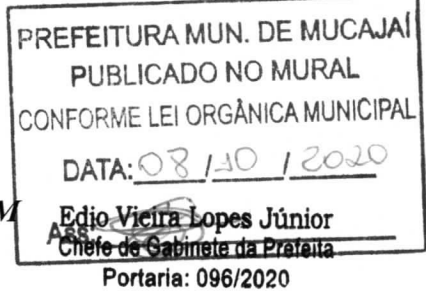 PREFEITURA MUN. DE MUCAJAÍ
PUBLICADO NO MURAL
CONFORME LEI ORGÂNICA MUNICIPAL
DATA: 08 / 10 / 2020
M
Edio Vieira Lopes Júnior
Ass
Chefe de Gabinete da Prefeita
Portaria: 096/2020